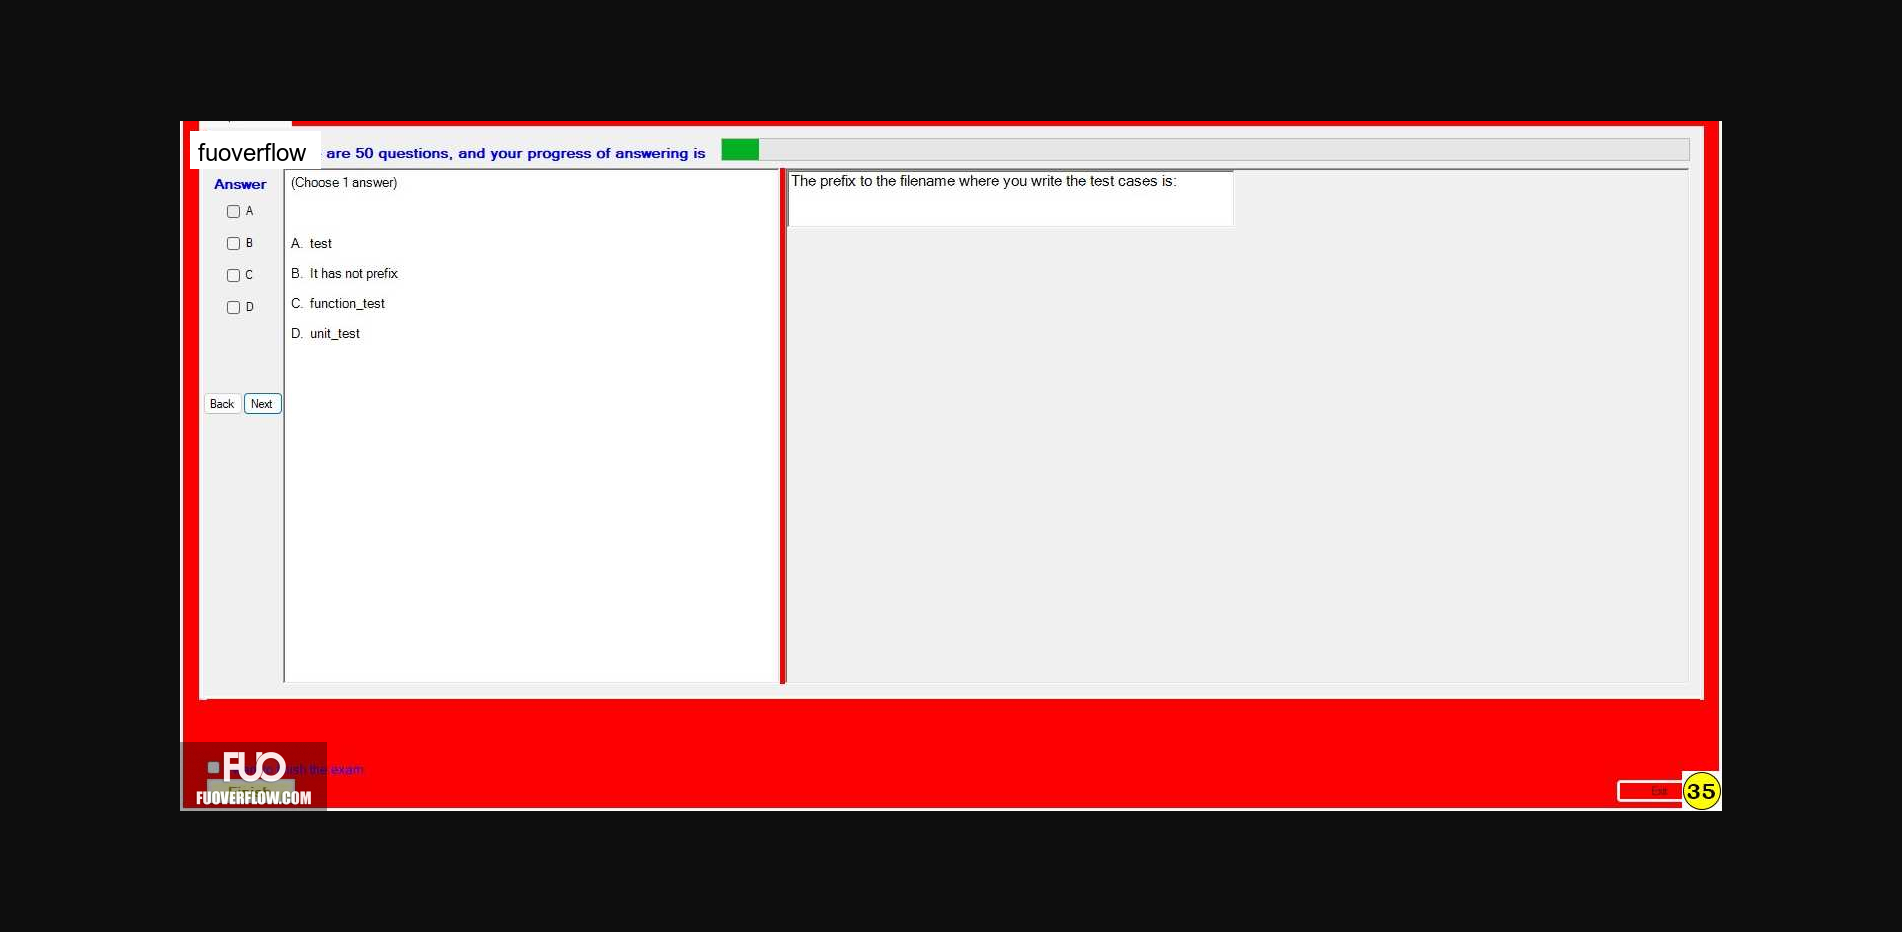 fuoverflow are 50 questions, and your progress of answering is
Answer
A
B
C
D
Back Next
(Choose 1 answer)
A. test
B. It has not prefix
C. function_test
D. unit_test
The prefix to the filename where you write the test cases is:
the exam
FUO
FUOVERFLOW.COM
Exit
35